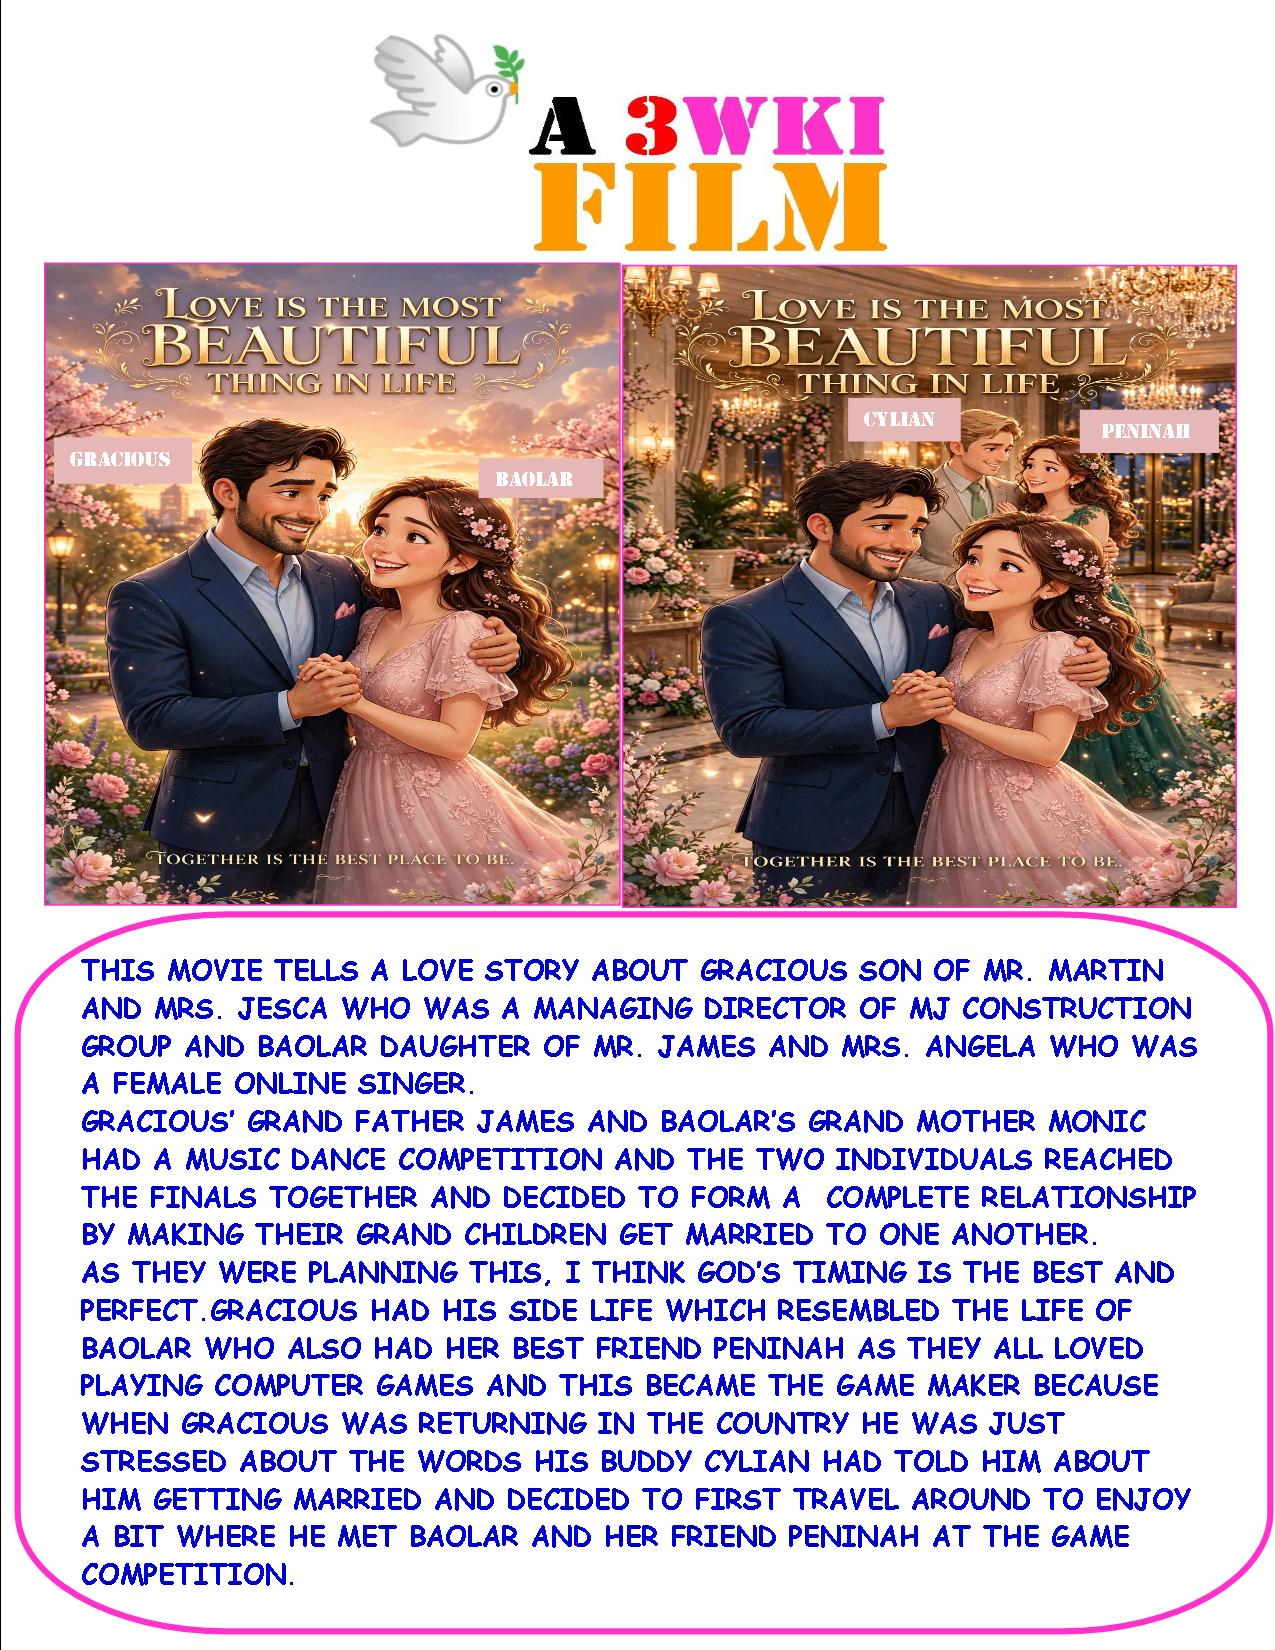 A 3WKI
FILM
LOVE IS THE MOST
BEAUTIFUL
THING IN LIFE
GRACIOUS
BAOLAR
TOGETHER IS THE BEST PLACE TO BE.
LOVE IS THE MOST
BEAUTIFUL
THING IN LIFE
CYLIAN
PENINAH
TOGETHER IS THE BEST PLACE TO BE.
THIS MOVIE TELLS A LOVE STORY ABOUT GRACIOUS SON OF MR. MARTIN
AND MRS. JESCA WHO WAS A MANAGING DIRECTOR OF MJ CONSTRUCTION
GROUP AND BAOLAR DAUGHTER OF MR. JAMES AND MRS. ANGELA WHO WAS
A FEMALE ONLINE SINGER.
GRACIOUS' GRAND FATHER JAMES AND BAOLAR'S GRAND MOTHER MONIC
HAD A MUSIC DANCE COMPETITION AND THE TWO INDIVIDUALS REACHED
THE FINALS TOGETHER AND DECIDED TO FORM A COMPLETE RELATIONSHIP
BY MAKING THEIR GRAND CHILDREN GET MARRIED TO ONE ANOTHER.
AS THEY WERE PLANNING THIS, I THINK GOD'S TIMING IS THE BEST AND
PERFECT.GRACIOUS HAD HIS SIDE LIFE WHICH RESEMBLED THE LIFE OF
BAOLAR WHO ALSO HAD HER BEST FRIEND PENINAH AS THEY ALL LOVED
PLAYING COMPUTER GAMES AND THIS BECAME THE GAME MAKER BECAUSE
WHEN GRACIOUS WAS RETURNING IN THE COUNTRY HE WAS JUST
STRESSED ABOUT THE WORDS HIS BUDDY CYLIAN HAD TOLD HIM ABOUT
HIM GETTING MARRIED AND DECIDED TO FIRST TRAVEL AROUND TO ENJOY
A BIT WHERE HE MET BAOLAR AND HER FRIEND PENINAH AT THE GAME
COMPETITION.